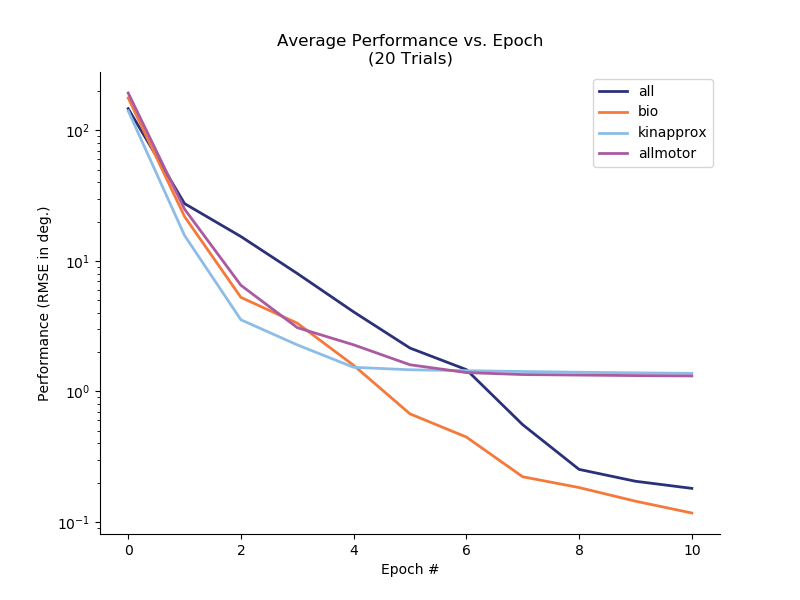 Average Performance vs. Epoch
(20 Trials)
all
bio
kinapprox
allmotor
Performance (RMSE in deg.)
10²
10¹
10⁰
10⁻¹
0 2 4 6 8 10
Epoch #